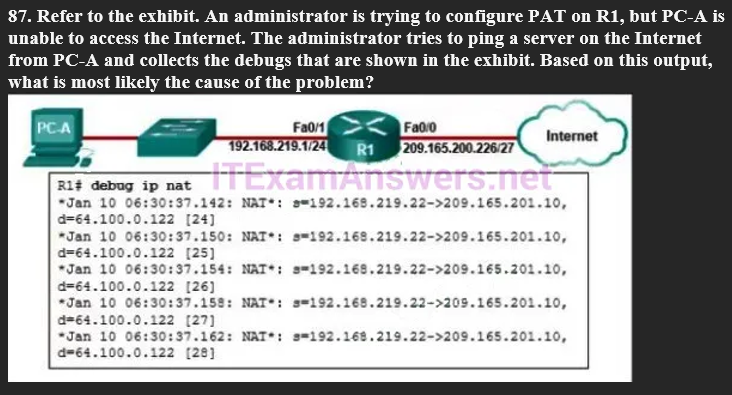 87. Refer to the exhibit. An administrator is trying to configure PAT on R1, but PC-A is
unable to access the Internet. The administrator tries to ping a server on the Internet
from PC-A and collects the debugs that are shown in the exhibit. Based on this output,
what is most likely the cause of the problem?
PC-A
Fa0/1
Fa0/0
Internet
192.168.219.1/24
R1
209.165.200.226/27
ITExamAnswers.net
R1# debug ip nat
*Jan 10 06:30:37.142: NAT*: s=192.168.219.22->209.165.201.10,
d=64.100.0.122 [24]
*Jan 10 06:30:37.150: NAT*: s=192.168.219.22->209.165.201.10,
d=64.100.0.122 [25]
*Jan 10 06:30:37.154: NAT*: s=192.168.219.22->209.165.201.10,
d=64.100.0.122 [26]
*Jan 10 06:30:37.158: NAT*: s=192.168.219.22->209.165.201.10,
d=64.100.0.122 [27]
*Jan 10 06:30:37.162: NAT*: s=192.168.219.22->209.165.201.10,
d=64.100.0.122 [28]